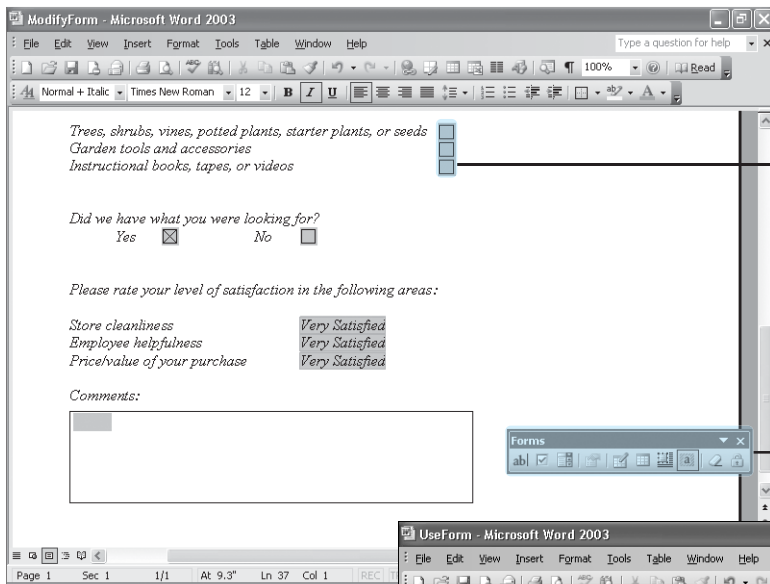 ModifyForm - Microsoft Word 2003
File Edit View Insert Format Tools Table Window Help Type a question for help
100% Read
Normal + Italic Times New Roman 12 B I U
Trees, shrubs, vines, potted plants, starter plants, or seeds
Garden tools and accessories
Instructional books, tapes, or videos
Did we have what you were looking for?
Yes No
Please rate your level of satisfaction in the following areas:
Store cleanliness Very Satisfied
Employee helpfulness Very Satisfied
Price/value of your purchase Very Satisfied
Comments:
Forms
ab|
UseForm - Microsoft Word 2003
File Edit View Insert Format Tools Table Window Help
Page 1 Sec 1 1/1 At 9.3" Ln 37 Col 1 REC